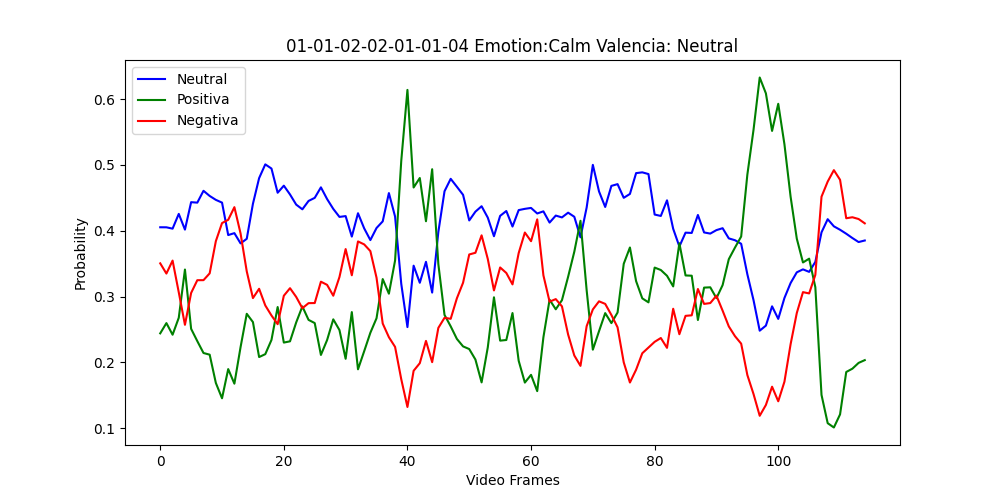 01-01-02-02-01-01-04 Emotion:Calm Valencia: Neutral
Neutral
Positiva
Negativa
0.6
0.5
0.4
0.3
0.2
0.1
Probability
0 20 40 60 80 100
Video Frames